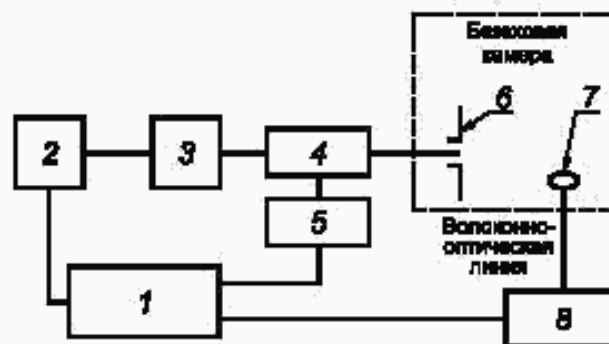 Безэховая
камера
6
7
2
3
4
5
Волоконно-
оптическая
линия
1
8